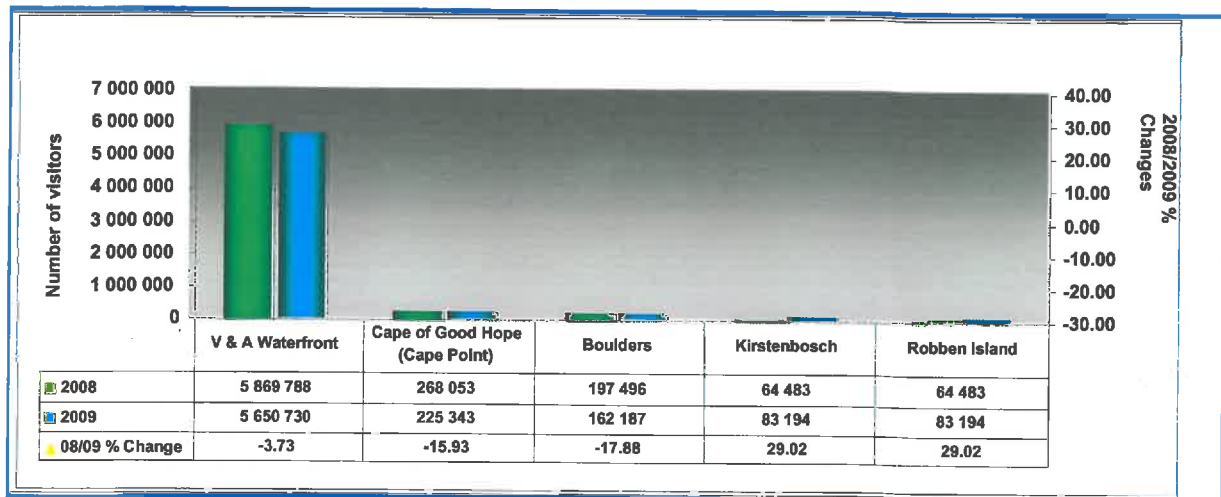 7 000 000
6 000 000
5 000 000
4 000 000
3 000 000
2 000 000
1 000 000
0
Number of visitors
40.00
30.00
20.00
10.00
0.00
-10.00
-20.00
-30.00
2008/2009 %
Changes
V & A Waterfront Cape of Good Hope (Cape Point) Boulders Kirstenbosch Robben Island
2008 5 869 788 268 053 197 496 64 483 64 483
2009 5 650 730 225 343 162 187 83 194 83 194
08/09 % Change -3.73 -15.93 -17.88 29.02 29.02